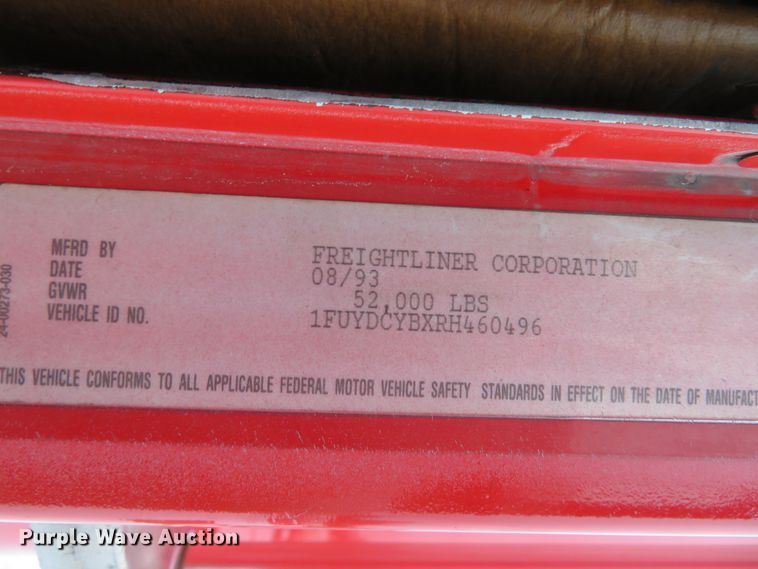 MFRD BY FREIGHTLINER CORPORATION
DATE 08/93
GVWR 52,000 LBS
VEHICLE ID NO. 1FUYDCYBXRH460496
24-00273-030
THIS VEHICLE CONFORMS TO ALL APPLICABLE FEDERAL MOTOR VEHICLE SAFETY STANDARDS IN EFFECT ON THE DATE OF MANUFACT
Purple Wave Auction